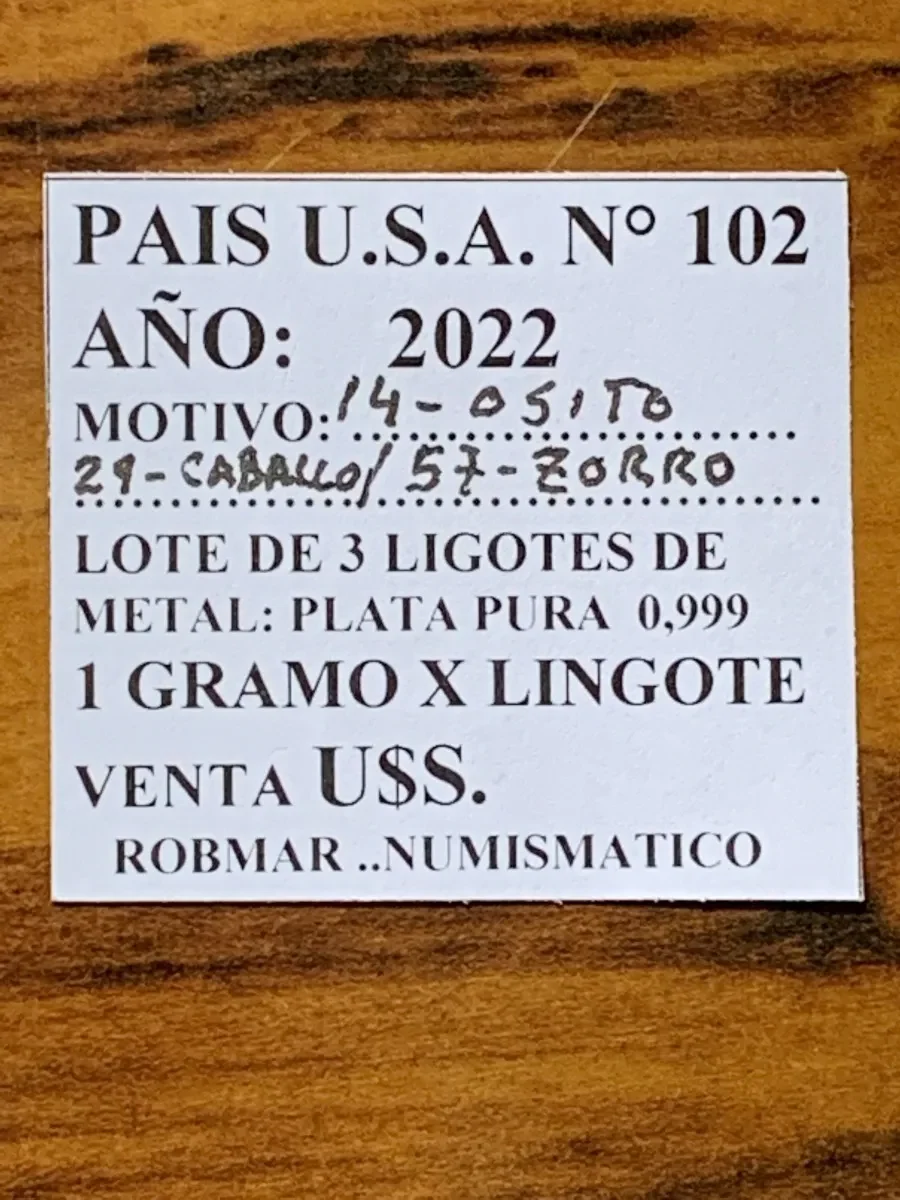 PAIS U.S.A. Nº 102
AÑO: 2022
MOTIVO: 14 - OSITO
29 - CABALLO / 57 - ZORRO
LOTE DE 3 LIGOTES DE
METAL: PLATA PURA 0,999
1 GRAMO X LINGOTE
VENTA U$S.
ROBMAR ..NUMISMATICO